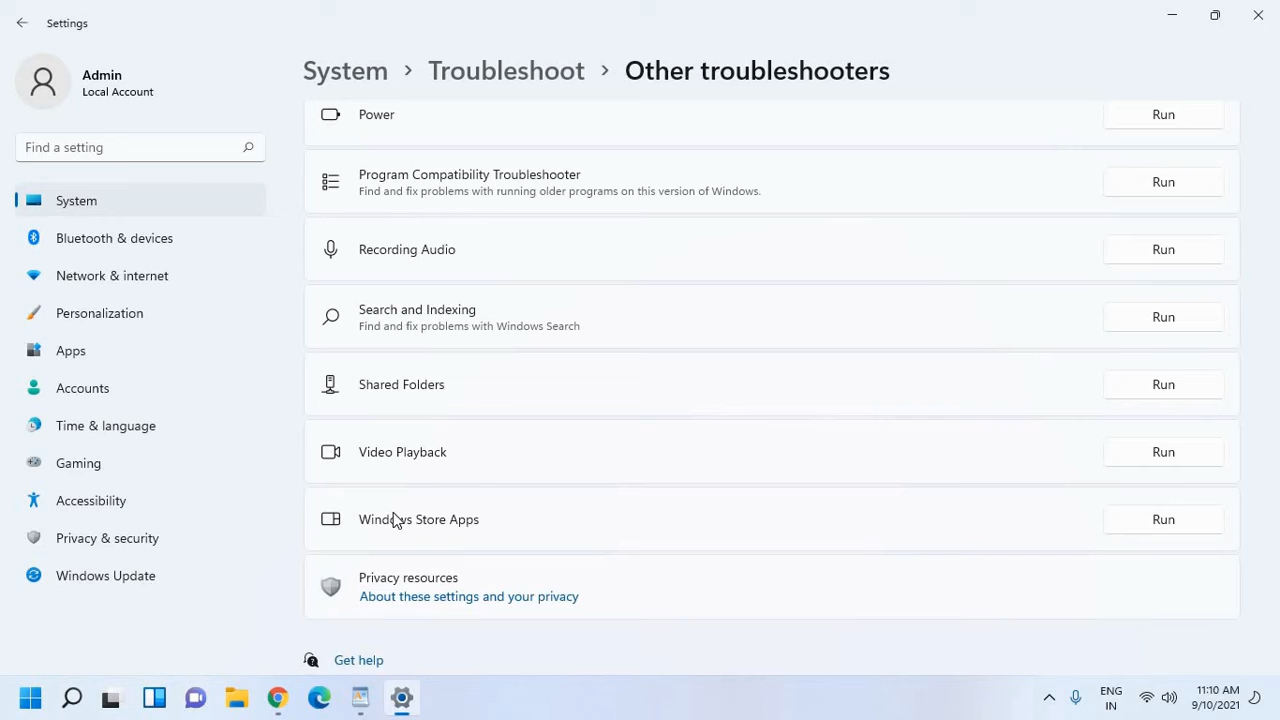 Settings
Admin
Local Account
Find a setting
System
Bluetooth & devices
Network & internet
Personalization
Apps
Accounts
Time & language
Gaming
Accessibility
Privacy & security
Windows Update
System > Troubleshoot > Other troubleshooters
Power
Run
Program Compatibility Troubleshooter
Find and fix problems with running older programs on this version of Windows.
Run
Recording Audio
Run
Search and Indexing
Find and fix problems with Windows Search
Run
Shared Folders
Run
Video Playback
Run
Windows Store Apps
Run
Privacy resources
About these settings and your privacy
Get help
ENG
IN
11:10 AM
9/10/2021